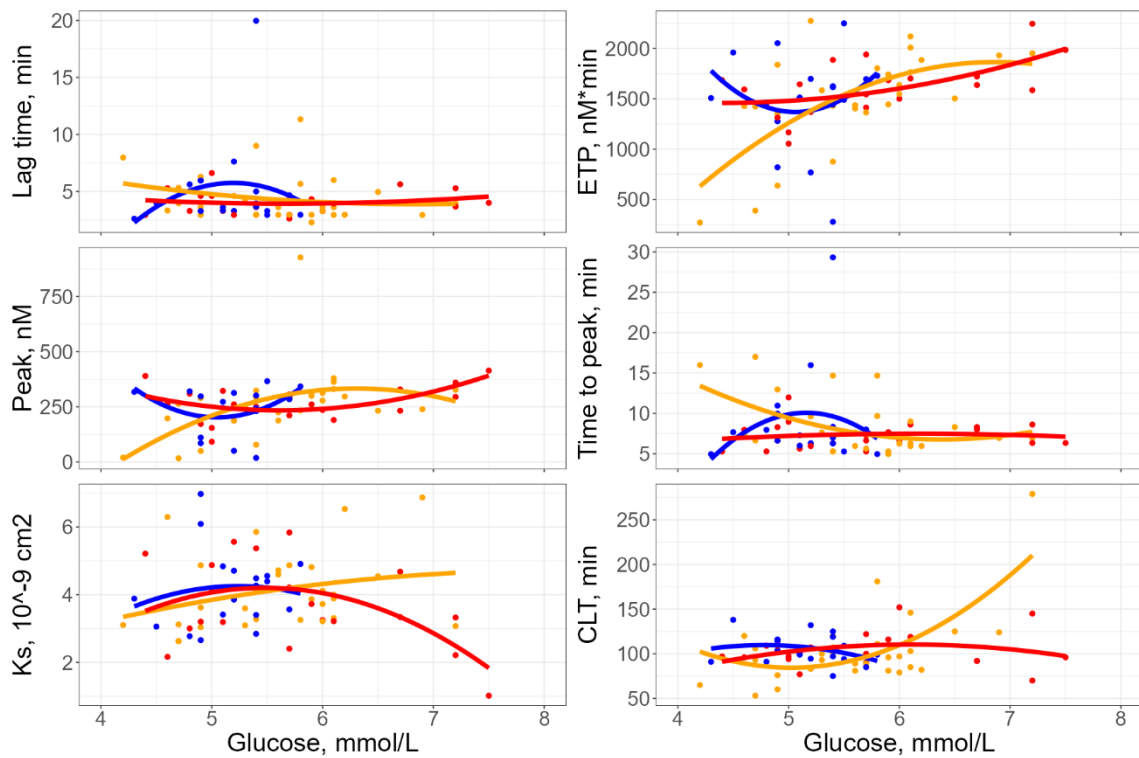 Lag time, min
20
15
10
5
ETP, nM*min
2000
1500
1000
500
Peak, nM
750
500
250
0
Time to peak, min
30
25
20
15
10
5
Ks, 10^-9 cm2
6
4
2
CLT, min
250
200
150
100
50
4 5 6 7 8
Glucose, mmol/L
4 5 6 7 8
Glucose, mmol/L